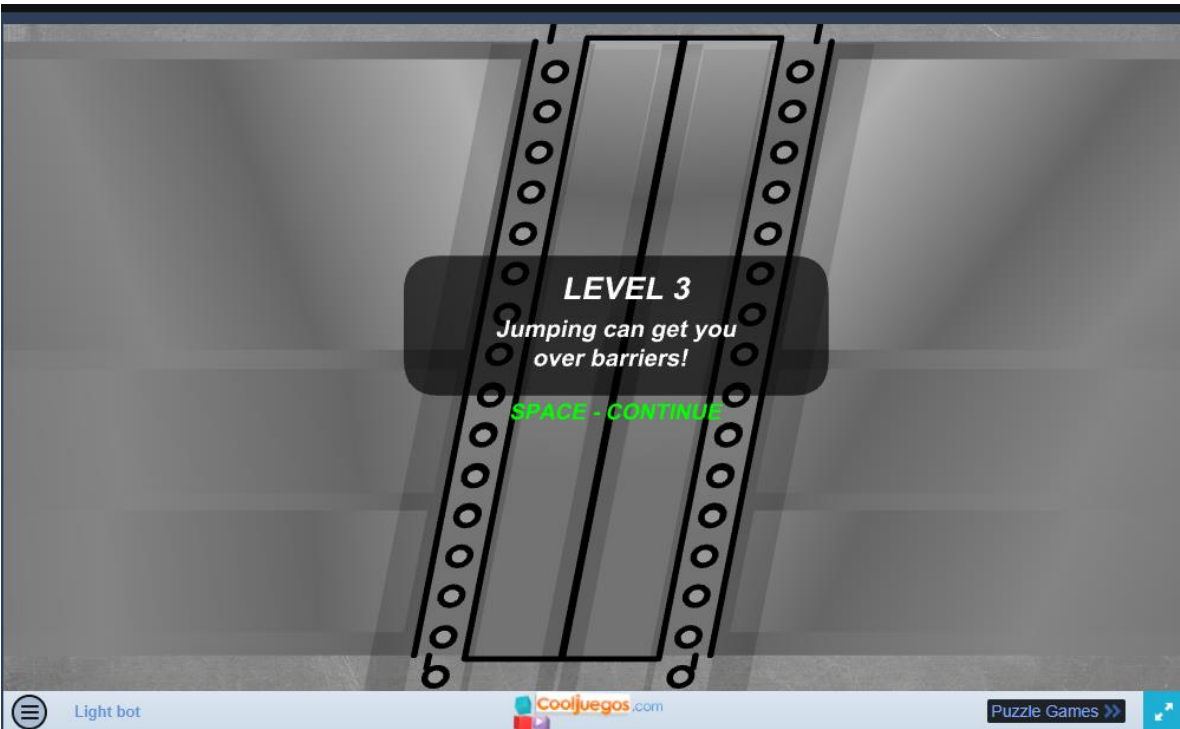 LEVEL 3
Jumping can get you
over barriers!
SPACE - CONTINUE
Light bot
Cooljuegos.com
Puzzle Games >>